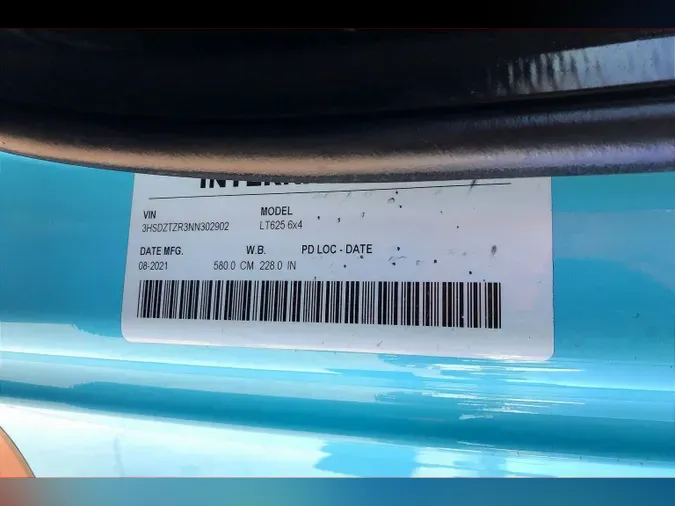 VIN MODEL
3HSDZTZR3NN302902 LT625 6x4
DATE MFG. W.B. PD LOC - DATE
08-2021 580.0 CM 228.0 IN